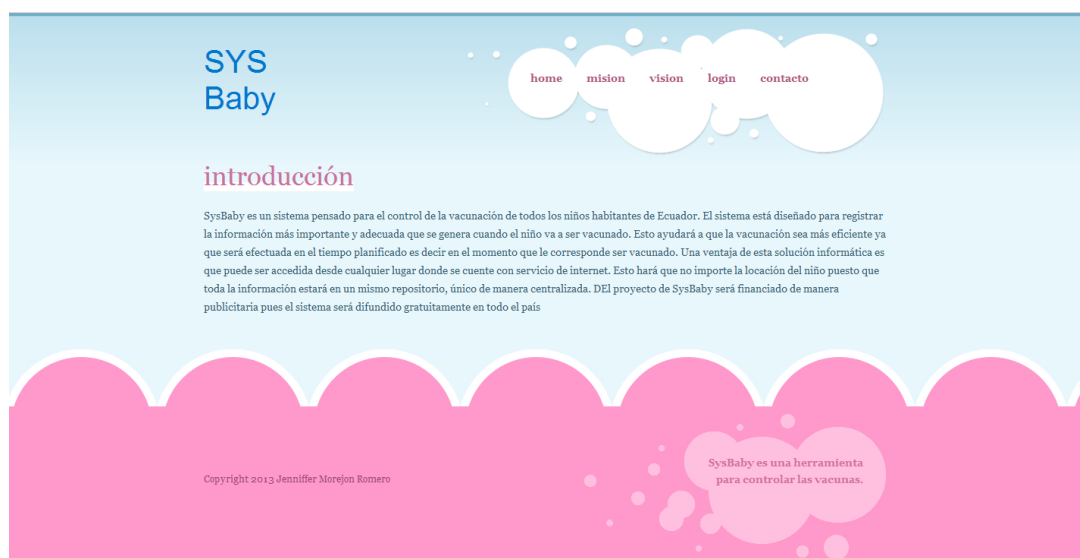 SYS
Baby
home mision vision login contacto
introducción
SysBaby es un sistema pensado para el control de la vacunación de todos los niños habitantes de Ecuador. El sistema está diseñado para registrar
la información más importante y adecuada que se genera cuando el niño va a ser vacunado. Esto ayudará a que la vacunación sea más eficiente ya
que será efectuada en el tiempo planificado es decir en el momento que le corresponde ser vacunado. Una ventaja de esta solución informática es
que puede ser accedida desde cualquier lugar donde se cuente con servicio de internet. Esto hará que no importe la locación del niño puesto que
toda la información estará en un mismo repositorio, único de manera centralizada. DEl proyecto de SysBaby será financiado de manera
publicitaria pues el sistema será difundido gratuitamente en todo el país
SysBaby es una herramienta
para controlar las vacunas.
Copyright 2013 Jenniffer Morejon Romero